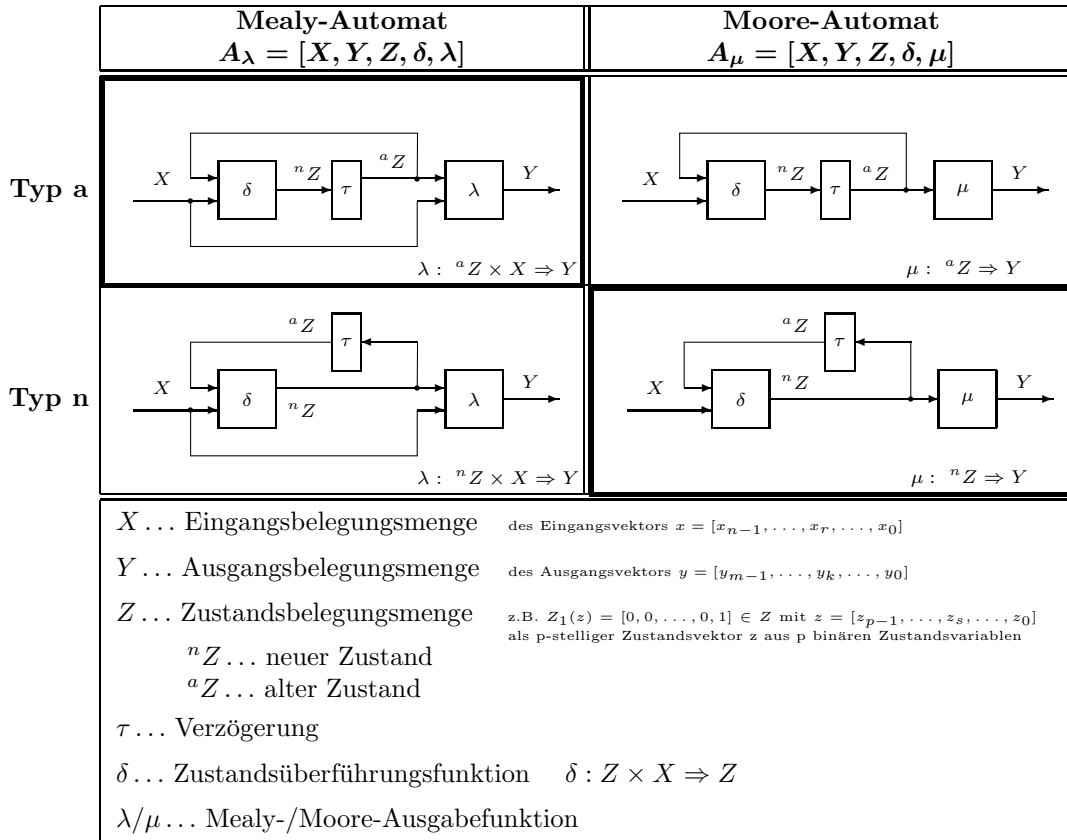 Mealy-Automat Moore-Automat
A_λ = [X, Y, Z, δ, λ] A_μ = [X, Y, Z, δ, μ]
Typ a
X δ ⁿZ τ ᵃZ λ Y
λ : ᵃZ × X ⇒ Y
X δ ⁿZ τ ᵃZ μ Y
μ : ᵃZ ⇒ Y
Typ n
X δ ⁿZ ᵃZ τ λ Y
λ : ⁿZ × X ⇒ Y
X δ ⁿZ ᵃZ τ μ Y
μ : ⁿZ ⇒ Y
X … Eingangsbelegungsmenge des Eingangsvektors x = [x_{n−1}, … , x_r, … , x_0]
Y … Ausgangsbelegungsmenge des Ausgangsvektors y = [y_{m−1}, … , y_k, … , y_0]
Z … Zustandsbelegungsmenge z.B. Z_1(z) = [0, 0, … , 0, 1] ∈ Z mit z = [z_{p−1}, … , z_s, … , z_0]
als p-stelliger Zustandsvektor z aus p binären Zustandsvariablen
ⁿZ … neuer Zustand
ᵃZ … alter Zustand
τ … Verzögerung
δ … Zustandsüberführungsfunktion δ : Z × X ⇒ Z
λ/μ … Mealy-/Moore-Ausgabefunktion